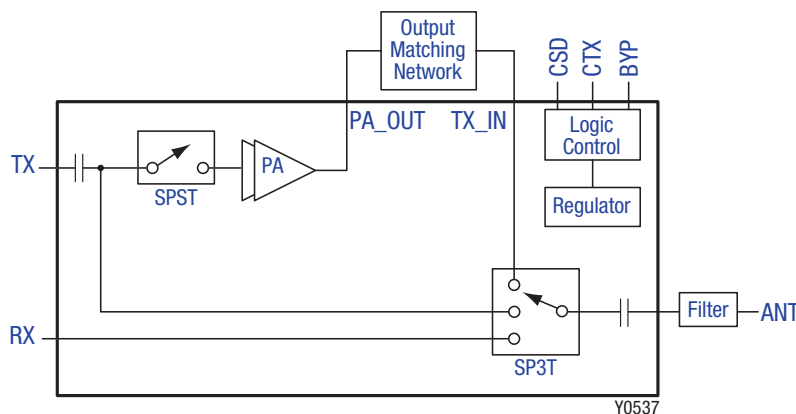 Output
Matching
Network
CSD
CTX
BYP
PA_OUT
TX_IN
Logic
Control
TX
PA
SPST
Regulator
Filter
ANT
RX
SP3T
Y0537